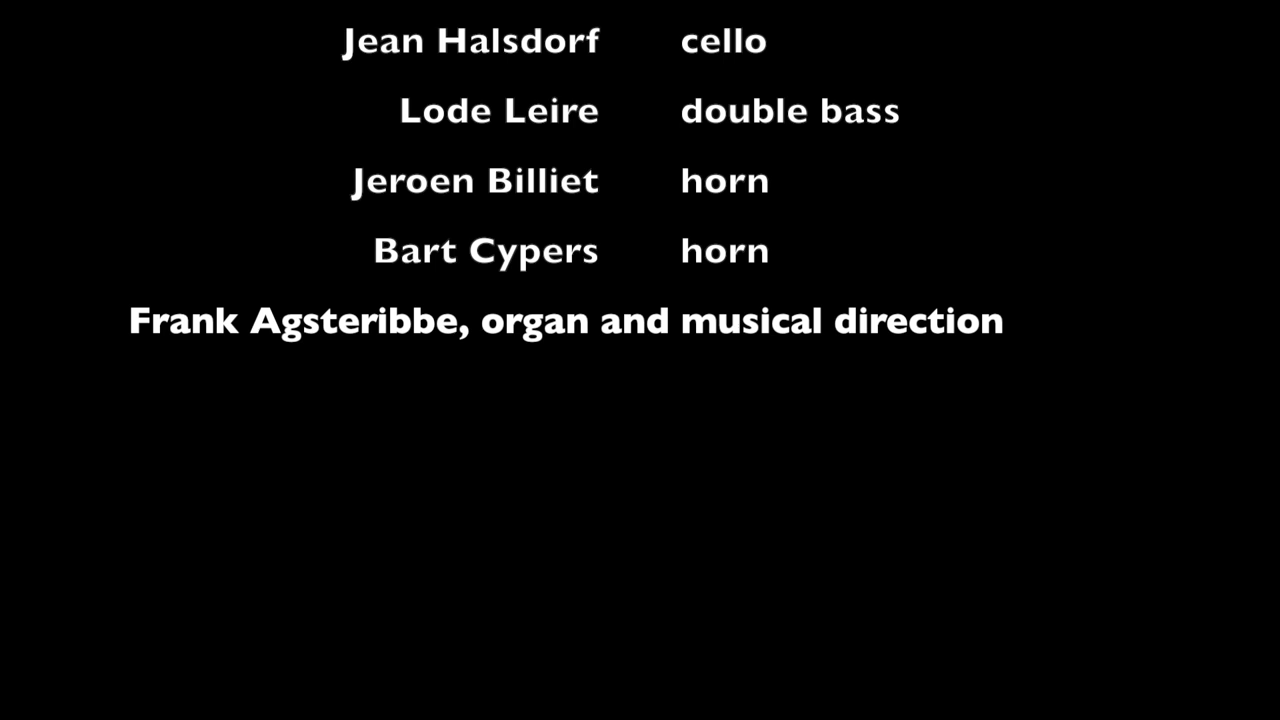 Jean Halsdorf cello
Lode Leire double bass
Jeroen Billiet horn
Bart Cypers horn
Frank Agsteribbe, organ and musical direction